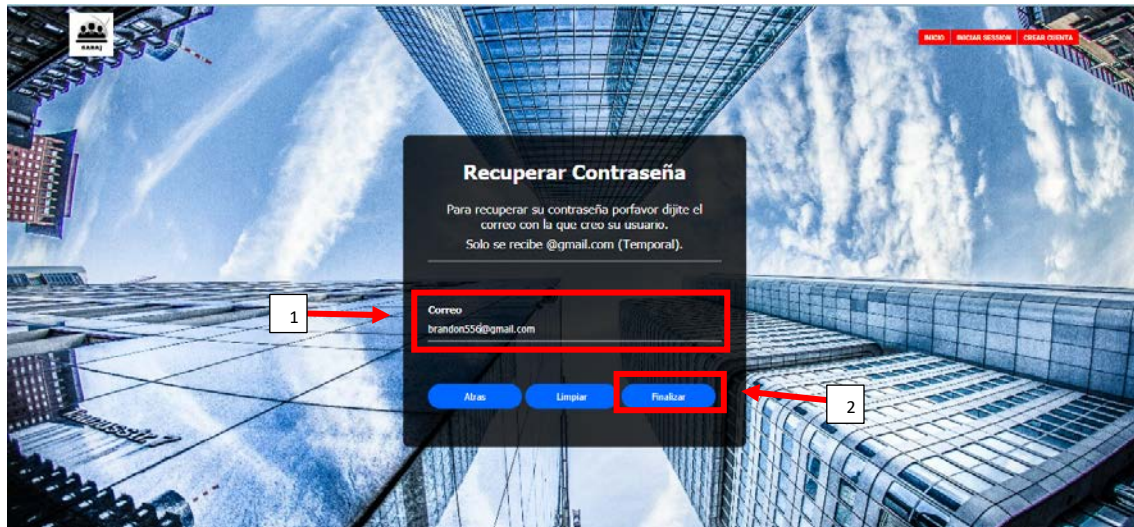 INICIO INICIAR SESSION CREAR CUENTA
Recuperar Contraseña
Para recuperar su contraseña porfavor dijite el
correo con la que creo su usuario.
Solo se recibe @gmail.com (Temporal).
1
Correo
brandon556@gmail.com
Atras Limpiar Finalizar
2